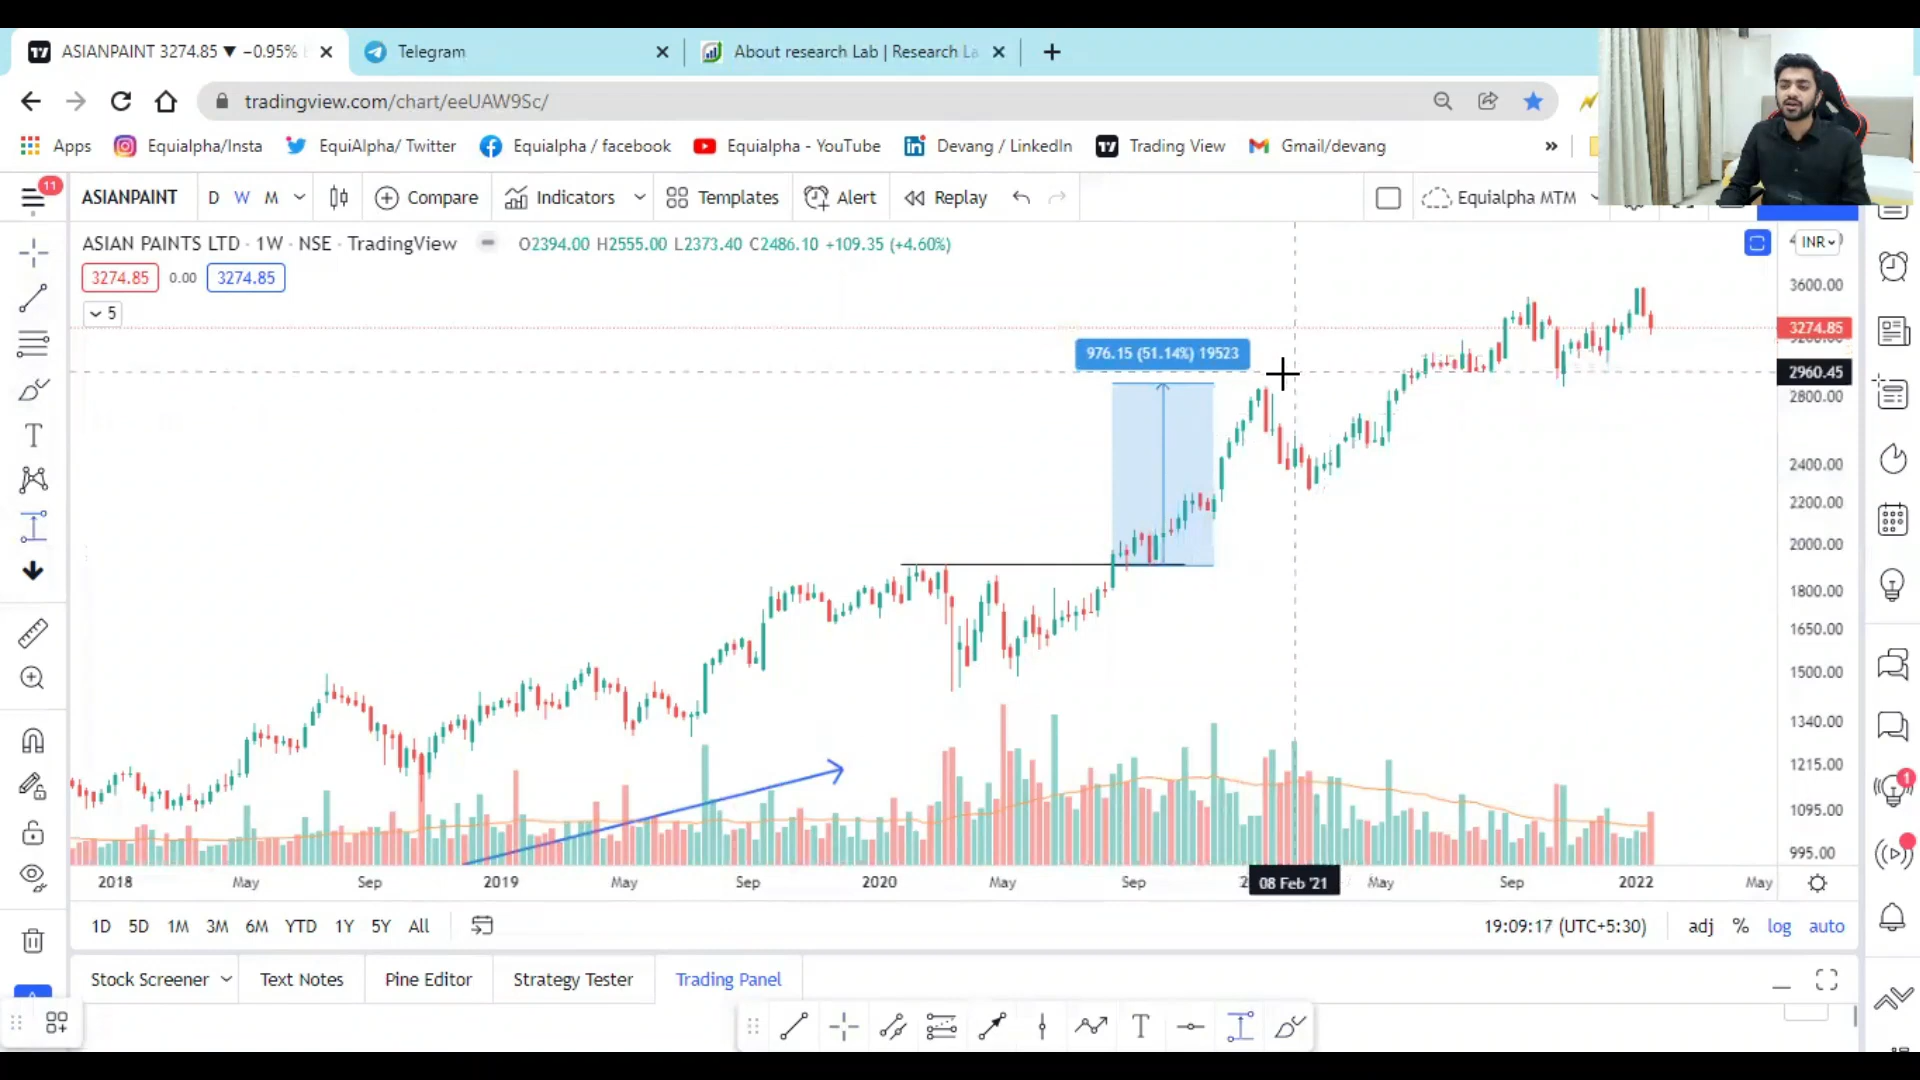 ASIANPAINT 3274.85 ▼ −0.95%
Telegram
About research Lab | Research La
tradingview.com/chart/eeUAW9Sc/
Apps
Equialpha/Insta
EquiAlpha/ Twitter
Equialpha / facebook
Equialpha - YouTube
Devang / LinkedIn
Trading View
Gmail/devang
»
11
ASIANPAINT
D W M
Compare
Indicators
Templates
Alert
Replay
Equialpha MTM
ASIAN PAINTS LTD · 1W · NSE · TradingView
O2394.00 H2555.00 L2373.40 C2486.10 +109.35 (+4.60%)
INR
3274.85 0.00 3274.85
5
3600.00
3274.85
976.15 (51.14%) 19523
2960.45
2800.00
2400.00
2200.00
2000.00
1800.00
1650.00
1500.00
1340.00
1215.00
1095.00
995.00
1
2018 May Sep 2019 May Sep 2020 May Sep 08 Feb '21 May Sep 2022 May
1D 5D 1M 3M 6M YTD 1Y 5Y All
19:09:17 (UTC+5:30) adj % log auto
Stock Screener
Text Notes
Pine Editor
Strategy Tester
Trading Panel